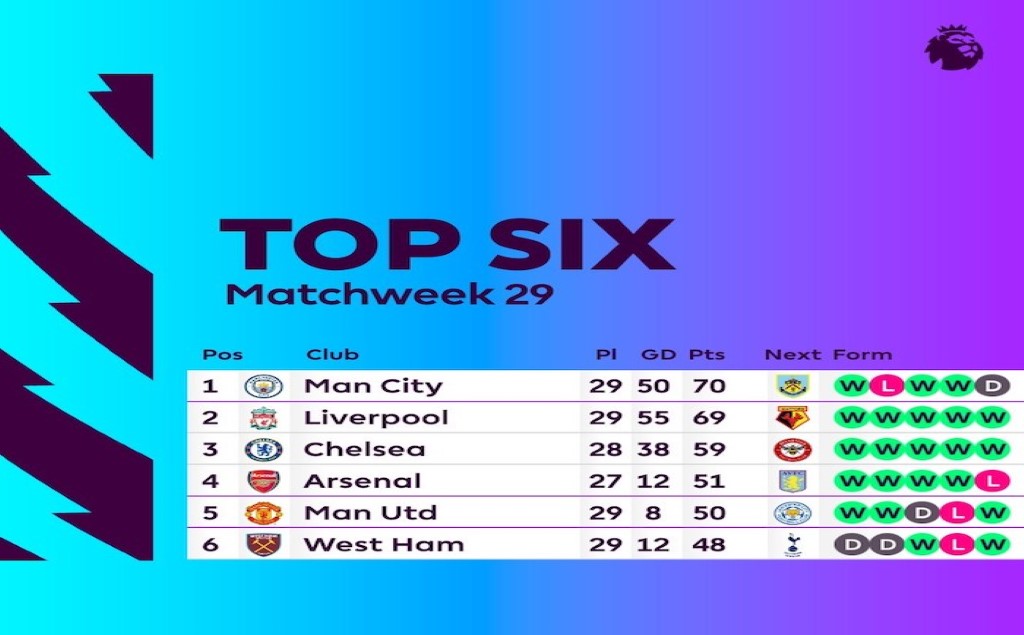 TOP SIX
Matchweek 29
Pos Club Pl GD Pts Next Form
1 Man City 29 50 70 W L W W D
2 Liverpool 29 55 69 W W W W W
3 Chelsea 28 38 59 W W W W W
4 Arsenal 27 12 51 AVFC W W W W L
5 Man Utd 29 8 50 W W D L W
6 West Ham 29 12 48 D D W L W